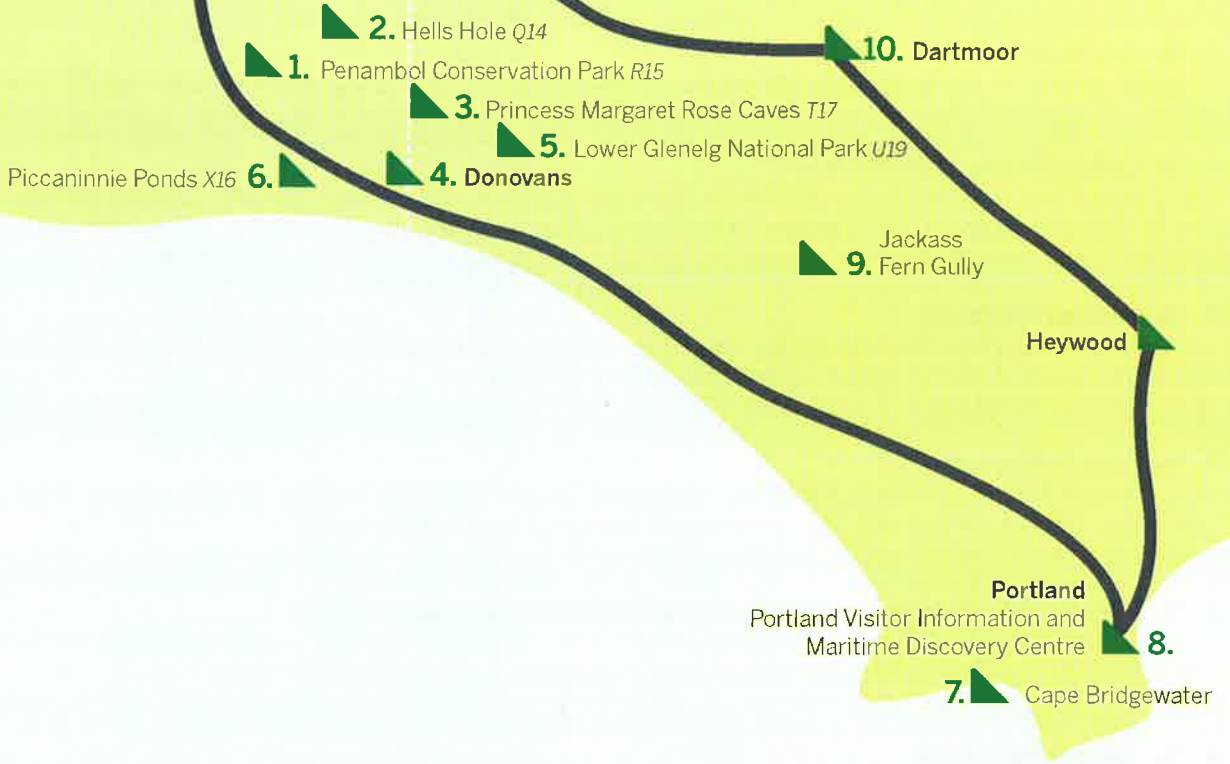 2. Hells Hole Q14
10. Dartmoor
1. Penambol Conservation Park R15
3. Princess Margaret Rose Caves T17
5. Lower Glenelg National Park U19
Piccaninnie Ponds X16 6.
4. Donovans
9. Jackass
Fern Gully
Heywood
Portland
Portland Visitor Information and
Maritime Discovery Centre 8.
7. Cape Bridgewater